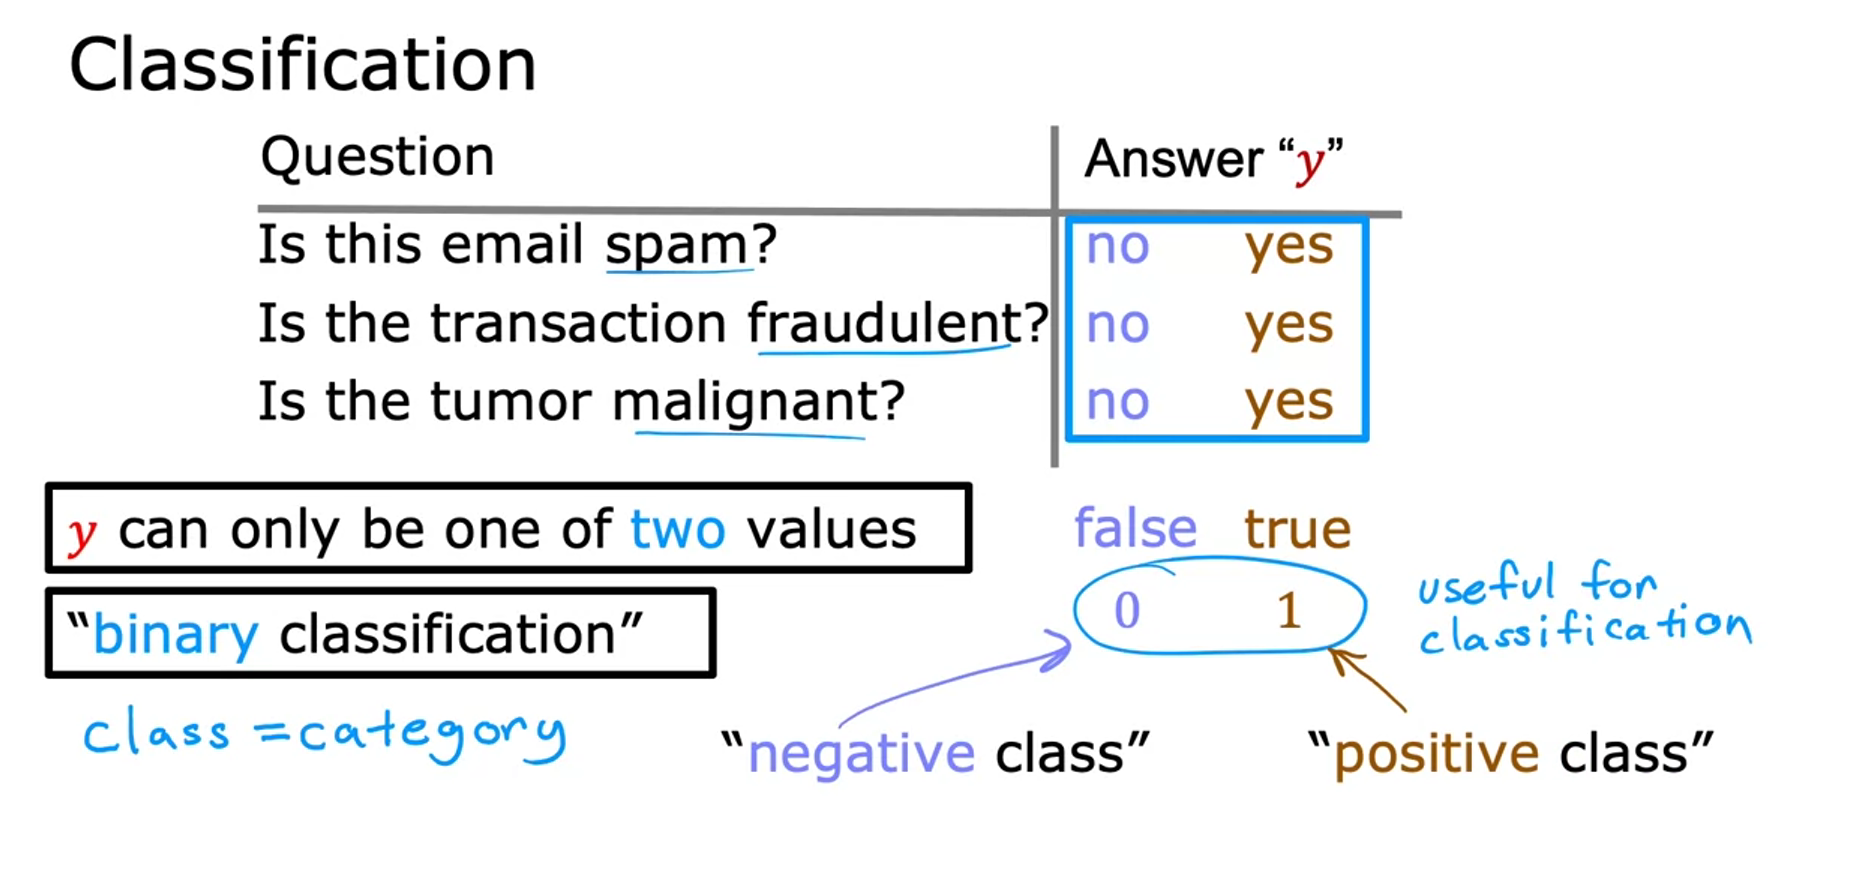 Classification
Question Answer “y”
Is this email spam? no yes
Is the transaction fraudulent? no yes
Is the tumor malignant? no yes
y can only be one of two values
false true
0 1
useful for
classification
“binary classification”
class = category
“negative class” “positive class”